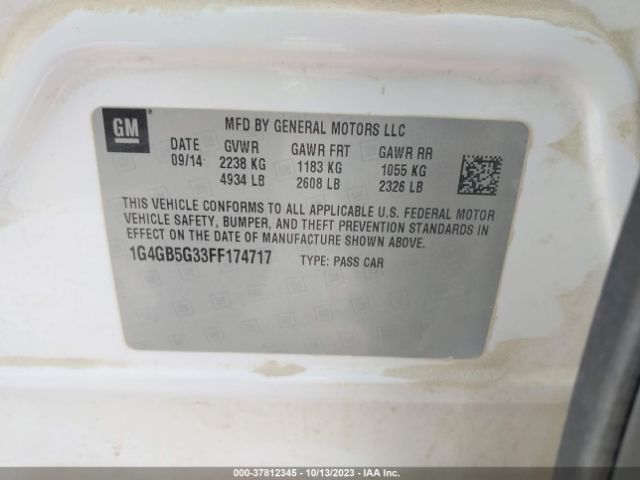 GM
MFD BY GENERAL MOTORS LLC
DATE GVWR GAWR FRT GAWR RR
09/14 2238 KG 1183 KG 1055 KG
4934 LB 2608 LB 2326 LB
THIS VEHICLE CONFORMS TO ALL APPLICABLE U.S. FEDERAL MOTOR
VEHICLE SAFETY, BUMPER, AND THEFT PREVENTION STANDARDS IN
EFFECT ON THE DATE OF MANUFACTURE SHOWN ABOVE.
1G4GB5G33FF174717 TYPE: PASS CAR
000-37812345 | 10/13/2023 | IAA Inc.